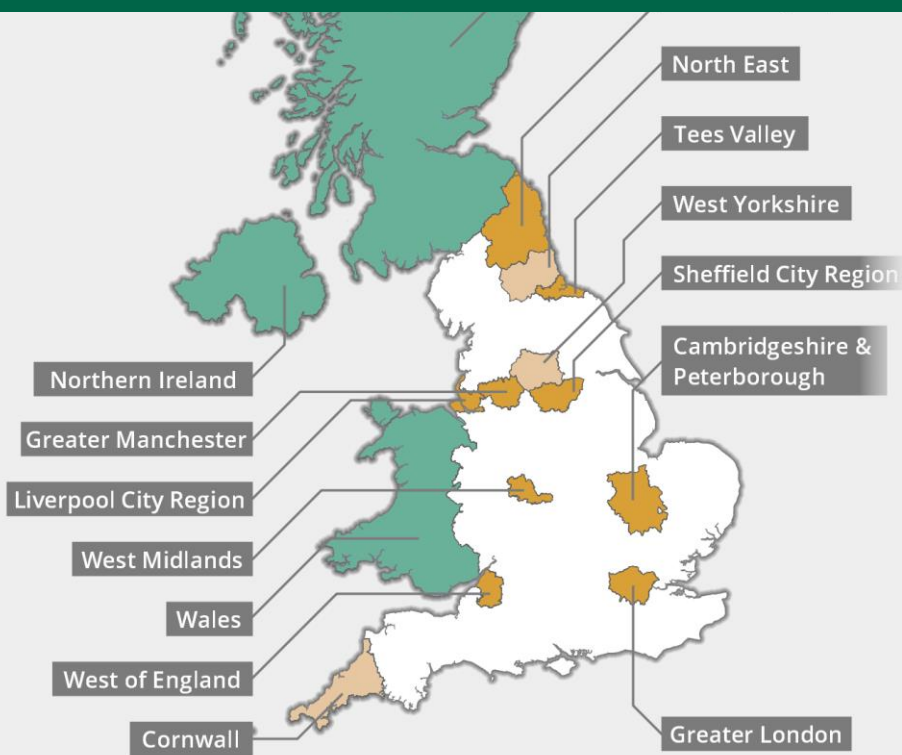 North East
Tees Valley
West Yorkshire
Sheffield City Region
Cambridgeshire &
Peterborough
Northern Ireland
Greater Manchester
Liverpool City Region
West Midlands
Wales
West of England
Cornwall
Greater London